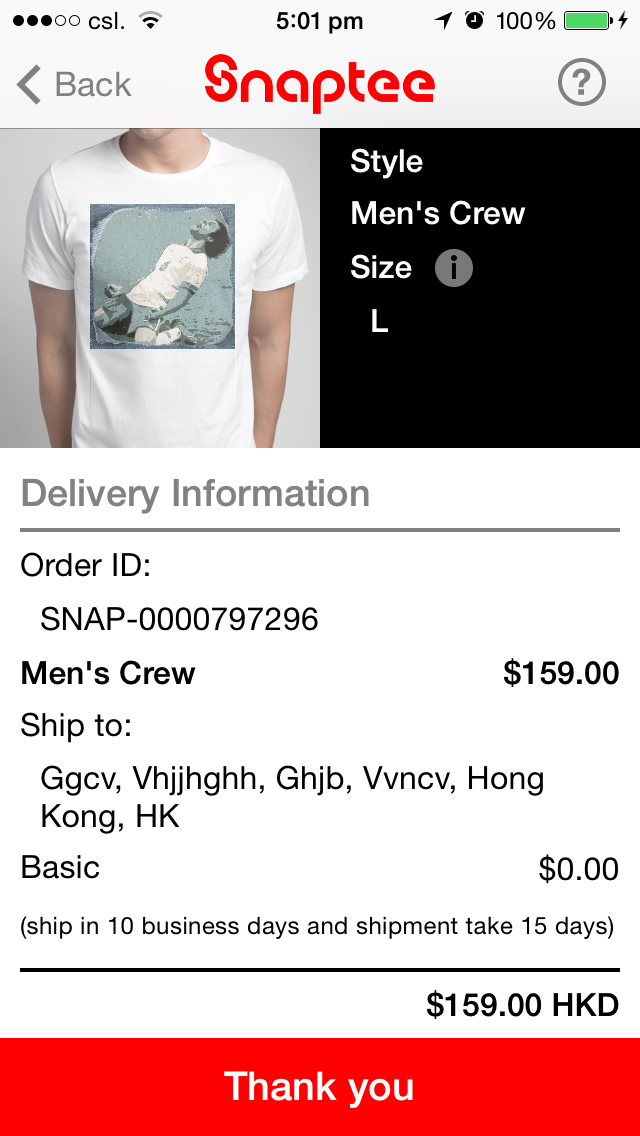 csl. 5:01 pm 100%
Back Snaptee ?
Style
Men's Crew
Size i
L
Delivery Information
Order ID:
SNAP-0000797296
Men's Crew $159.00
Ship to:
Ggcv, Vhjjhghh, Ghjb, Vvncv, Hong
Kong, HK
Basic $0.00
(ship in 10 business days and shipment take 15 days)
$159.00 HKD
Thank you